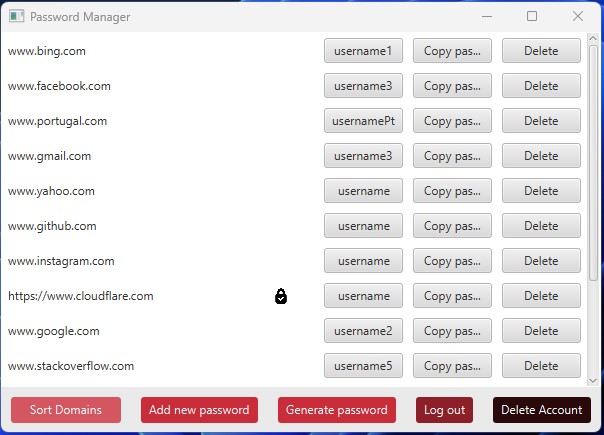 Password Manager
www.bing.com username1 Copy pas... Delete
www.facebook.com username3 Copy pas... Delete
www.portugal.com usernamePt Copy pas... Delete
www.gmail.com username3 Copy pas... Delete
www.yahoo.com username Copy pas... Delete
www.github.com username Copy pas... Delete
www.instagram.com username Copy pas... Delete
https://www.cloudflare.com username Copy pas... Delete
www.google.com username2 Copy pas... Delete
www.stackoverflow.com username5 Copy pas... Delete
Sort Domains Add new password Generate password Log out Delete Account